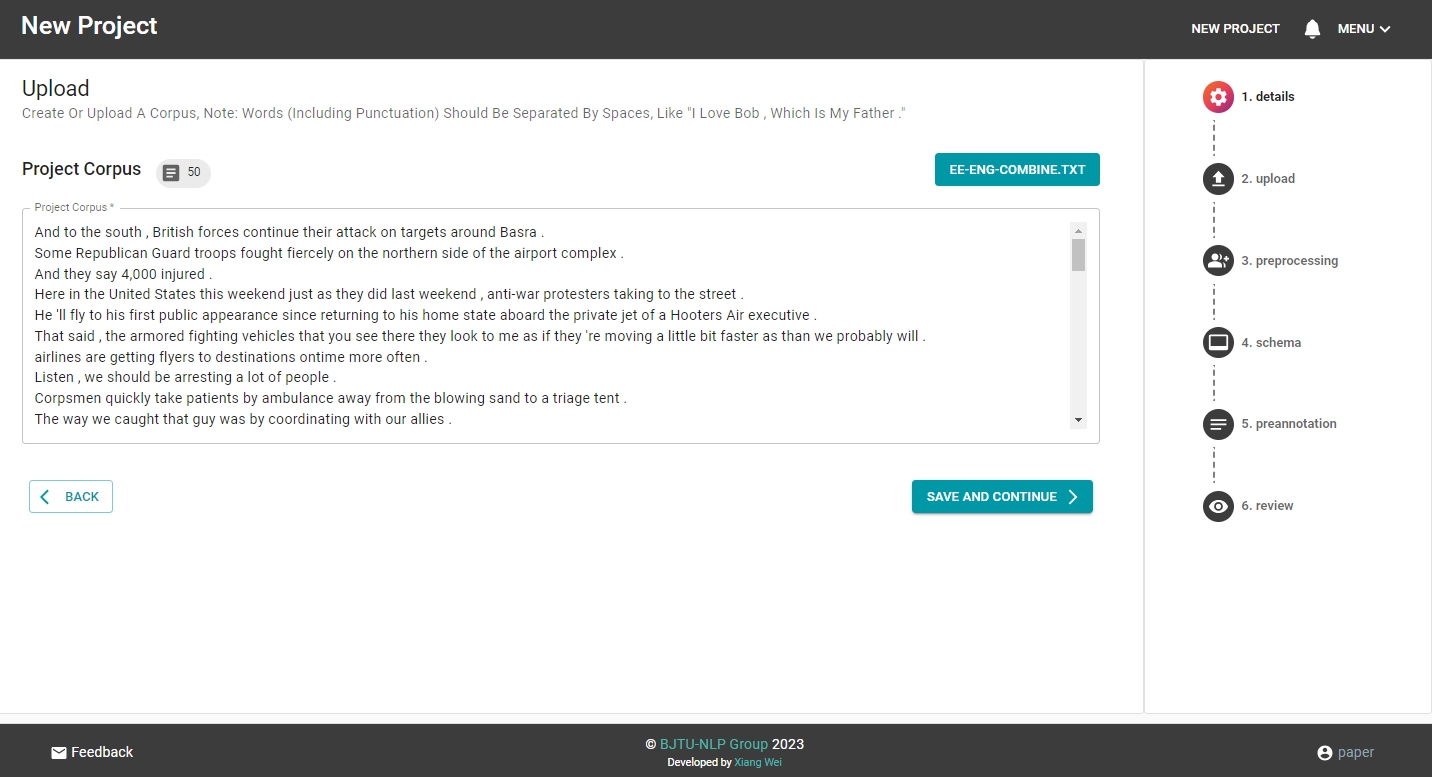 New Project
NEW PROJECT
MENU
Upload
Create Or Upload A Corpus, Note: Words (Including Punctuation) Should Be Separated By Spaces, Like "I Love Bob , Which Is My Father ."
Project Corpus
50
EE-ENG-COMBINE.TXT
Project Corpus *
And to the south , British forces continue their attack on targets around Basra .
Some Republican Guard troops fought fiercely on the northern side of the airport complex .
And they say 4,000 injured .
Here in the United States this weekend just as they did last weekend , anti-war protesters taking to the street .
He 'll fly to his first public appearance since returning to his home state aboard the private jet of a Hooters Air executive .
That said , the armored fighting vehicles that you see there they look to me as if they 're moving a little bit faster as than we probably will .
airlines are getting flyers to destinations ontime more often .
Listen , we should be arresting a lot of people .
Corpsmen quickly take patients by ambulance away from the blowing sand to a triage tent .
The way we caught that guy was by coordinating with our allies .
BACK
SAVE AND CONTINUE
1. details
2. upload
3. preprocessing
4. schema
5. preannotation
6. review
Feedback
© BJTU-NLP Group 2023
Developed by Xiang Wei
paper